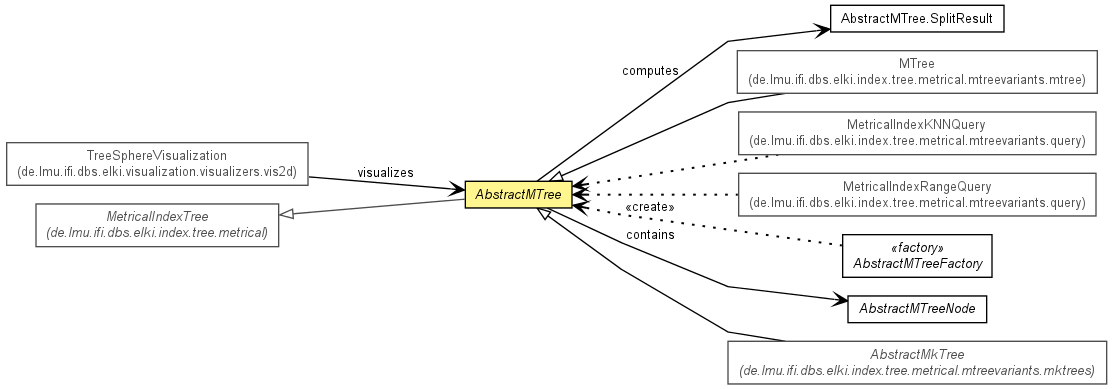 AbstractMTree.SplitResult
computes
MTree
(de.lmu.ifi.dbs.elki.index.tree.metrical.mtreevariants.mtree)
MetricalIndexKNNQuery
(de.lmu.ifi.dbs.elki.index.tree.metrical.mtreevariants.query)
TreeSphereVisualization
(de.lmu.ifi.dbs.elki.visualization.visualizers.vis2d)
visualizes
AbstractMTree
MetricalIndexRangeQuery
(de.lmu.ifi.dbs.elki.index.tree.metrical.mtreevariants.query)
MetricalIndexTree
(de.lmu.ifi.dbs.elki.index.tree.metrical)
«create»
contains
«factory»
AbstractMTreeFactory
AbstractMTreeNode
AbstractMkTree
(de.lmu.ifi.dbs.elki.index.tree.metrical.mtreevariants.mktrees)